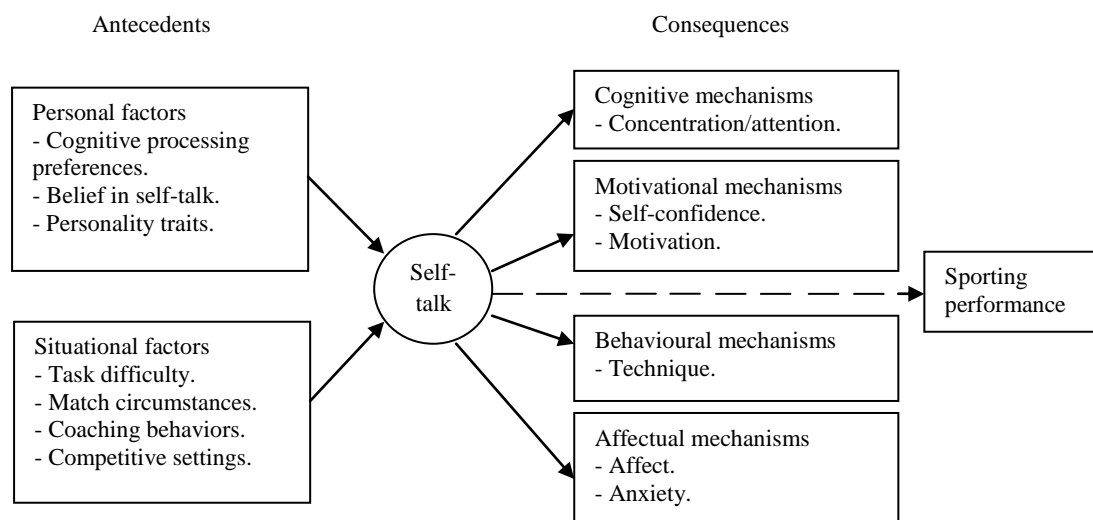 Antecedents
Consequences
Personal factors
- Cognitive processing
preferences.
- Belief in self-talk.
- Personality traits.
Situational factors
- Task difficulty.
- Match circumstances.
- Coaching behaviors.
- Competitive settings.
Self-
talk
Cognitive mechanisms
- Concentration/attention.
Motivational mechanisms
- Self-confidence.
- Motivation.
Behavioural mechanisms
- Technique.
Affectual mechanisms
- Affect.
- Anxiety.
Sporting
performance